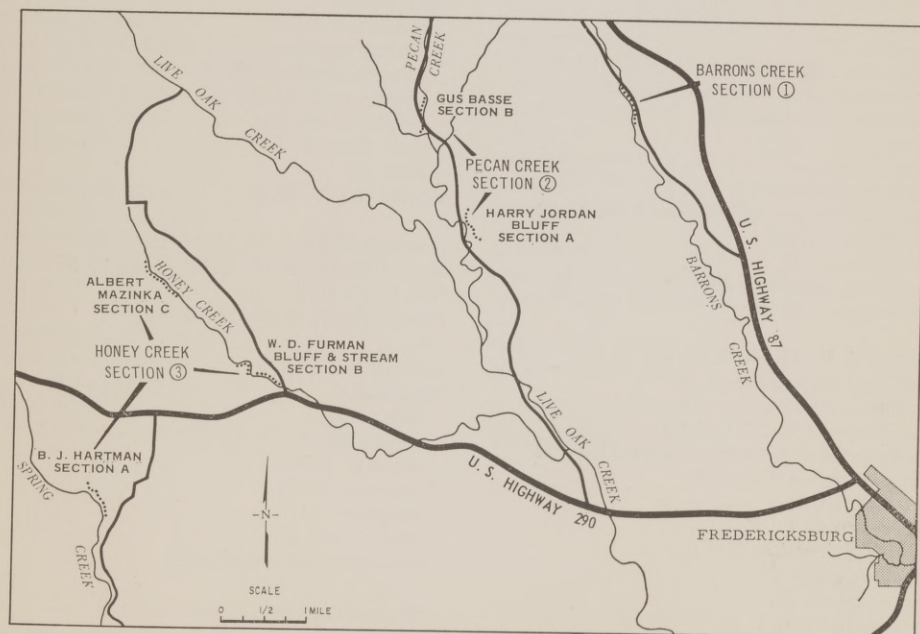 LIVE OAK CREEK
PECAN CREEK
GUS BASSE
SECTION B
BARRONS CREEK
SECTION ①
PECAN CREEK
SECTION ②
HARRY JORDAN
BLUFF
SECTION A
ALBERT
MAZINKA
SECTION C
HONEY CREEK
HONEY CREEK
SECTION ③
W. D. FURMAN
BLUFF & STREAM
SECTION B
BARRONS CREEK
U. S. HIGHWAY 87
B. J. HARTMAN
SECTION A
SPRING CREEK
LIVE OAK CREEK
U. S. HIGHWAY 290
FREDERICKSBURG
-N-
SCALE
0 1/2 1 MILE